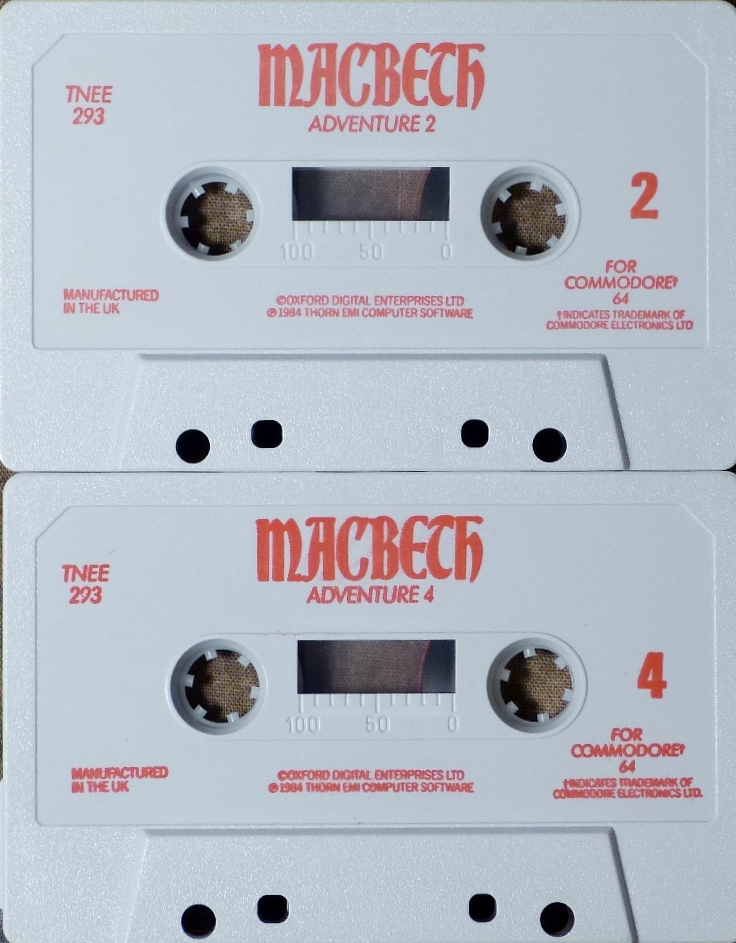 MACBETH
ADVENTURE 2
TNEE
293
2
100 50 0
FOR
COMMODORE†
64
MANUFACTURED
IN THE UK
©OXFORD DIGITAL ENTERPRISES LTD
℗1984 THORN EMI COMPUTER SOFTWARE
†INDICATES TRADEMARK OF
COMMODORE ELECTRONICS LTD
MACBETH
ADVENTURE 4
TNEE
293
4
100 50 0
FOR
COMMODORE†
64
MANUFACTURED
IN THE UK
©OXFORD DIGITAL ENTERPRISES LTD
℗1984 THORN EMI COMPUTER SOFTWARE
†INDICATES TRADEMARK OF
COMMODORE ELECTRONICS LTD.